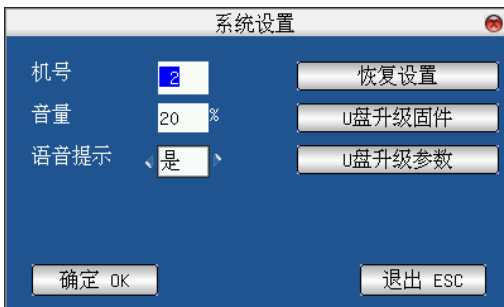 系统设置
机号 2 恢复设置
音量 20 % U盘升级固件
语音提示 是 U盘升级参数
确定 OK 退出 ESC